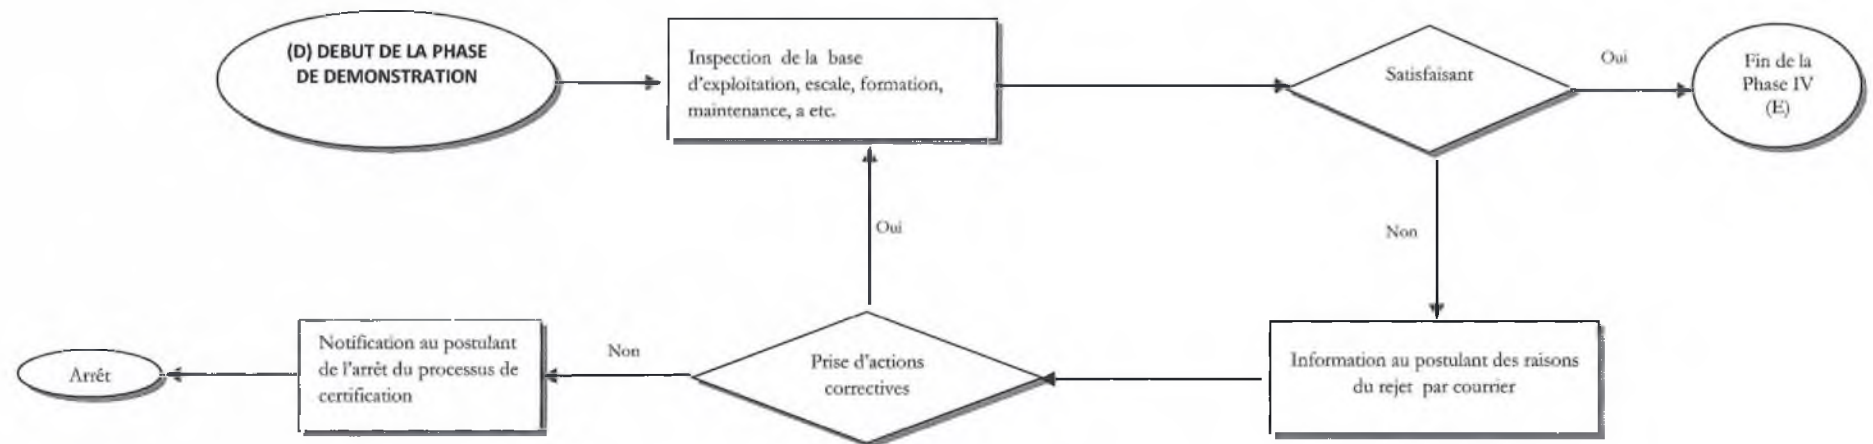 (D) DEBUT DE LA PHASE
DE DEMONSTRATION
Inspection de la base
d'exploitation, escale, formation,
maintenance, a etc.
Satisfaisant
Oui
Fin de la
Phase IV
(E)
Non
Oui
Information au postulant des raisons
du rejet par courrier
Prise d'actions
correctives
Non
Notification au postulant
de l'arrêt du processus de
certification
Arrêt